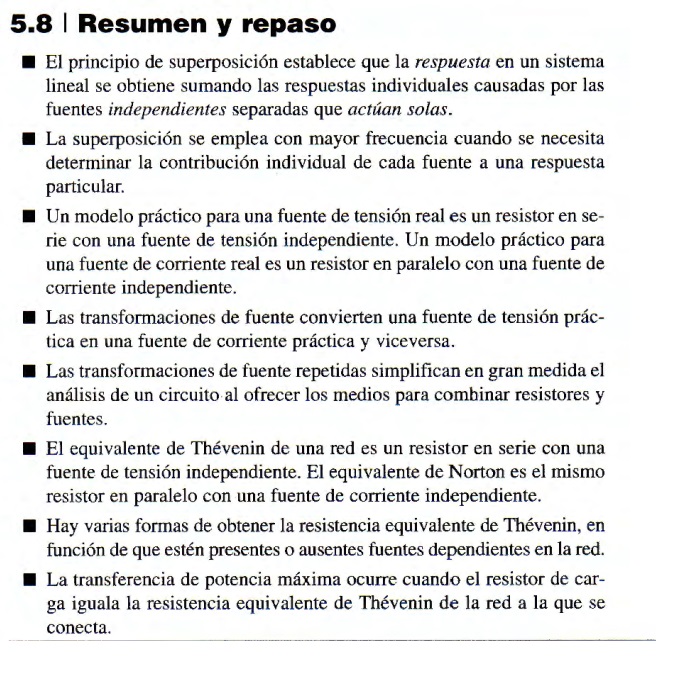 5.8 | Resumen y repaso
■ El principio de superposición establece que la respuesta en un sistema
lineal se obtiene sumando las respuestas individuales causadas por las
fuentes independientes separadas que actúan solas.
■ La superposición se emplea con mayor frecuencia cuando se necesita
determinar la contribución individual de cada fuente a una respuesta
particular.
■ Un modelo práctico para una fuente de tensión real es un resistor en se-
rie con una fuente de tensión independiente. Un modelo práctico para
una fuente de corriente real es un resistor en paralelo con una fuente de
corriente independiente.
■ Las transformaciones de fuente convierten una fuente de tensión prác-
tica en una fuente de corriente práctica y viceversa.
■ Las transformaciones de fuente repetidas simplifican en gran medida el
análisis de un circuito al ofrecer los medios para combinar resistores y
fuentes.
■ El equivalente de Thévenin de una red es un resistor en serie con una
fuente de tensión independiente. El equivalente de Norton es el mismo
resistor en paralelo con una fuente de corriente independiente.
■ Hay varias formas de obtener la resistencia equivalente de Thévenin, en
función de que estén presentes o ausentes fuentes dependientes en la red.
■ La transferencia de potencia máxima ocurre cuando el resistor de car-
ga iguala la resistencia equivalente de Thévenin de la red a la que se
conecta.